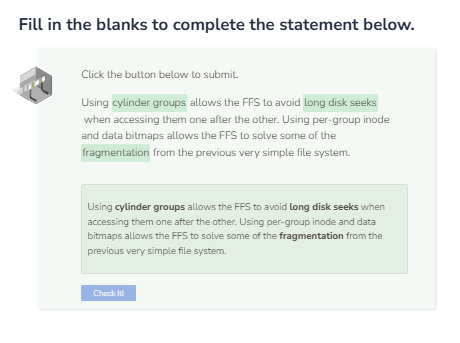 Fill in the blanks to complete the statement below.
Click the button below to submit.
Using cylinder groups allows the FFS to avoid long disk seeks
when accessing them one after the other. Using per-group inode
and data bitmaps allows the FFS to solve some of the
fragmentation from the previous very simple file system.
Using cylinder groups allows the FFS to avoid long disk seeks when
accessing them one after the other. Using per-group inode and data
bitmaps allows the FFS to solve some of the fragmentation from the
previous very simple file system.
Check It!